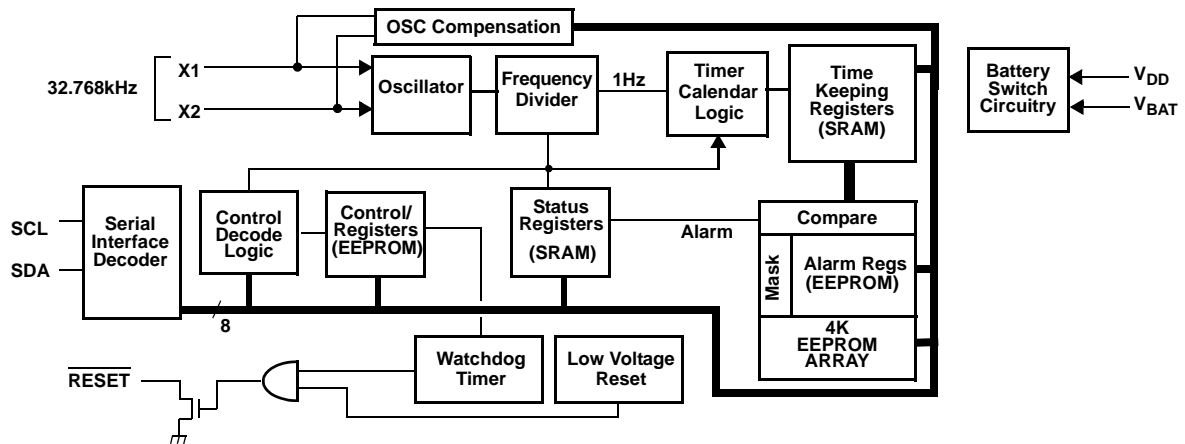 OSC Compensation
32.768kHz
X1
X2
Oscillator
Frequency
Divider
1Hz
Timer
Calendar
Logic
Time
Keeping
Registers
(SRAM)
Battery
Switch
Circuitry
VDD
VBAT
SCL
SDA
Serial
Interface
Decoder
Control
Decode
Logic
Control/
Registers
(EEPROM)
Status
Registers
(SRAM)
Alarm
Compare
Mask
Alarm Regs
(EEPROM)
4K
EEPROM
ARRAY
8
Watchdog
Timer
Low Voltage
Reset
RESET